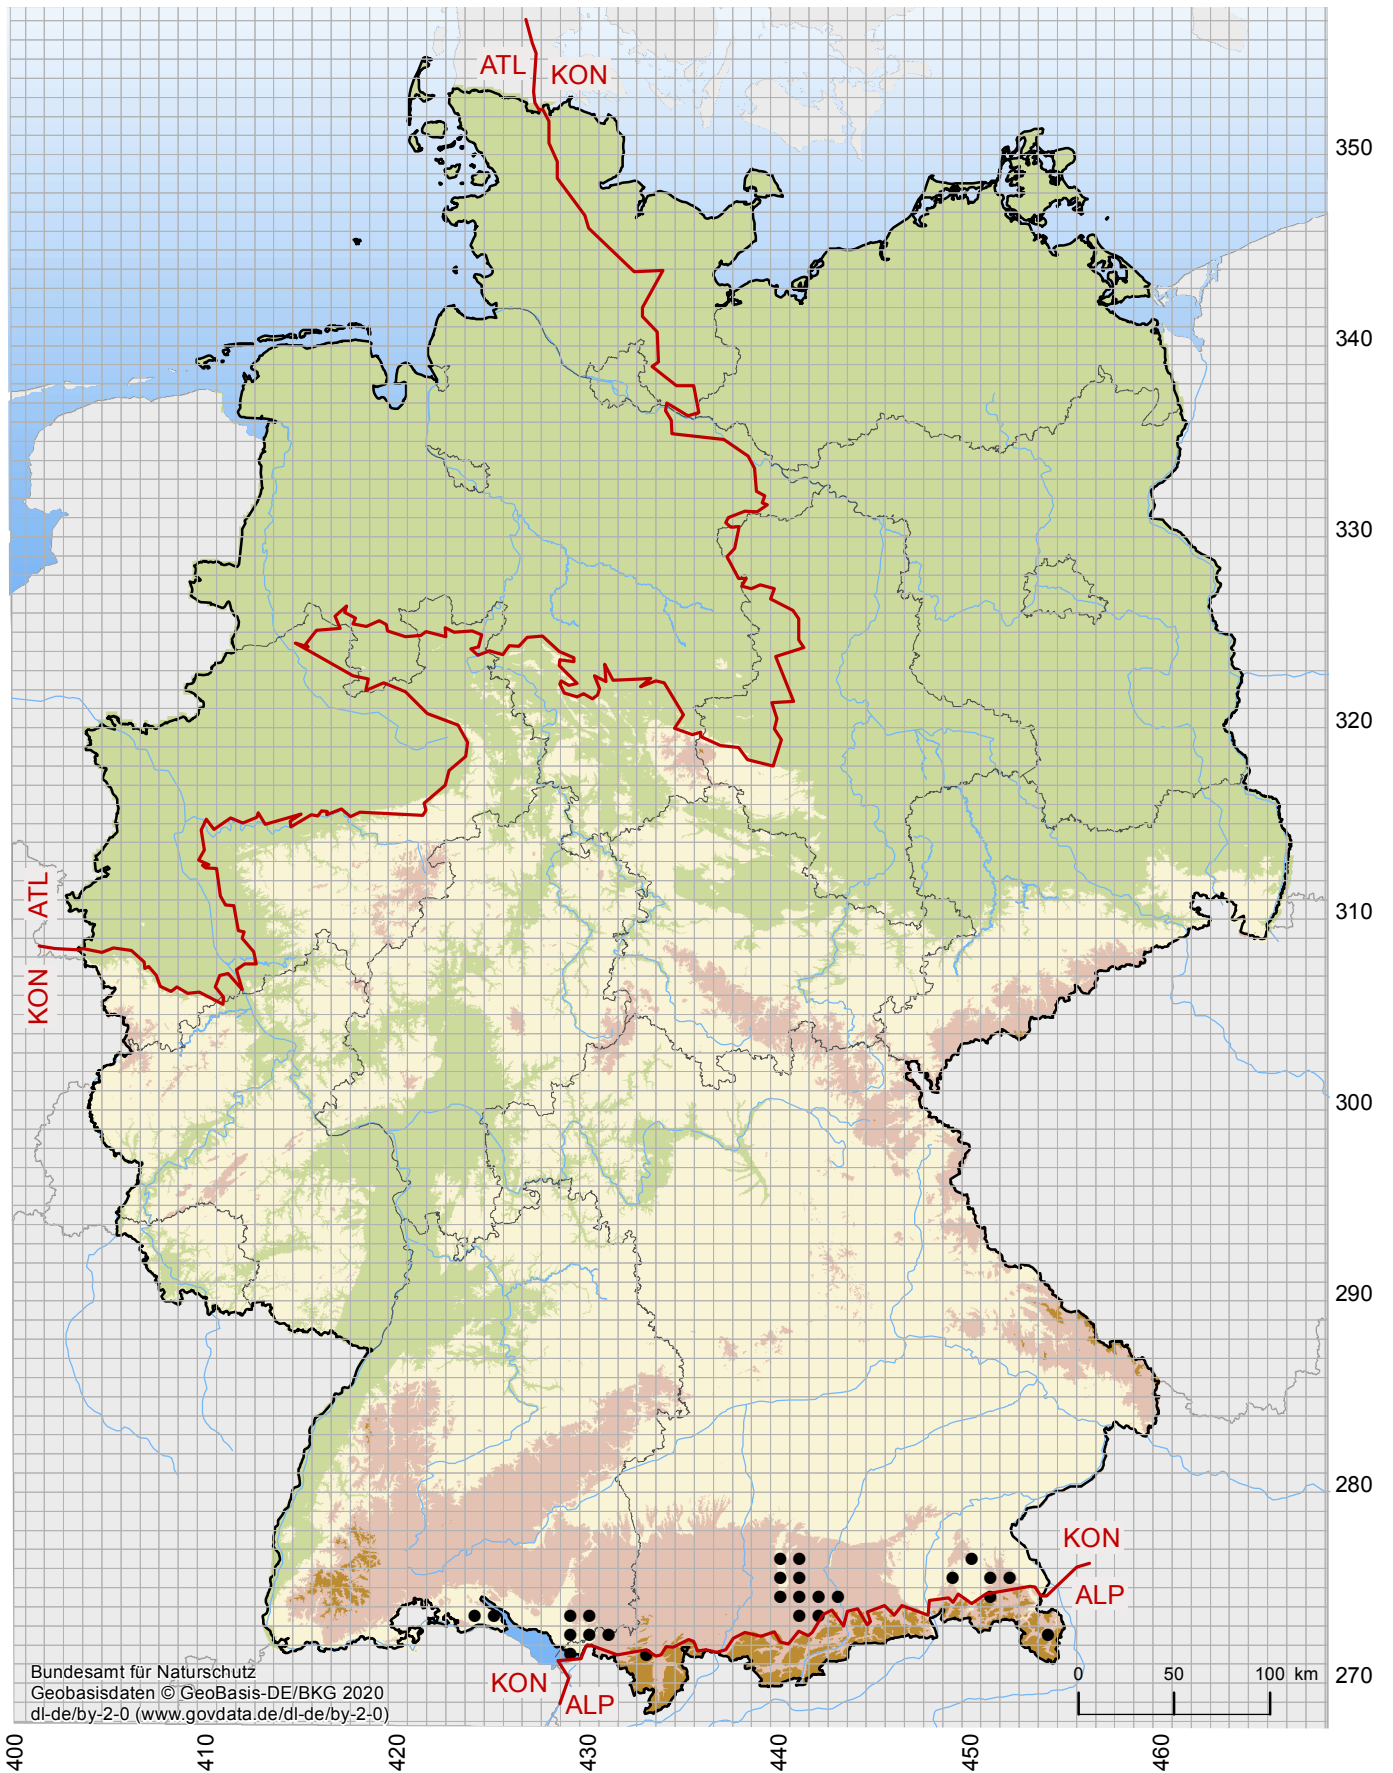 ATL
KON
350
340
330
320
ATL
310
KON
300
290
280
KON
ALP
KON
ALP
270
0 50 100 km
Bundesamt für Naturschutz
Geobasisdaten © GeoBasis-DE/BKG 2020
dl-de/by-2-0 (www.govdata.de/dl-de/by-2-0)
400 410 420 430 440 450 460